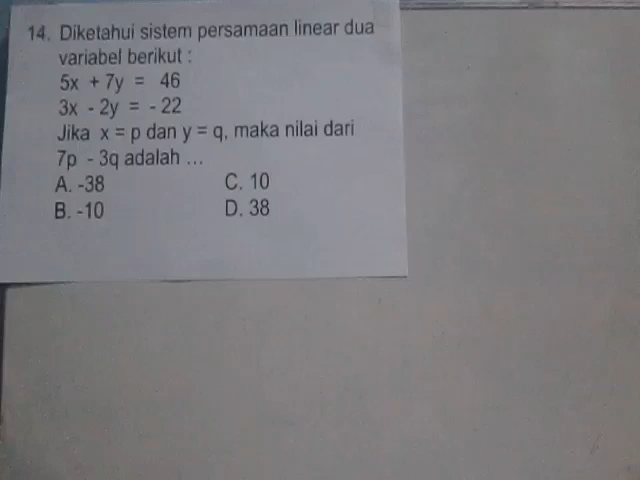 14. Diketahui sistem persamaan linear dua
variabel berikut :
5x + 7y = 46
3x - 2y = - 22
Jika x = p dan y = q, maka nilai dari
7p - 3q adalah ...
A. -38 C. 10
B. -10 D. 38